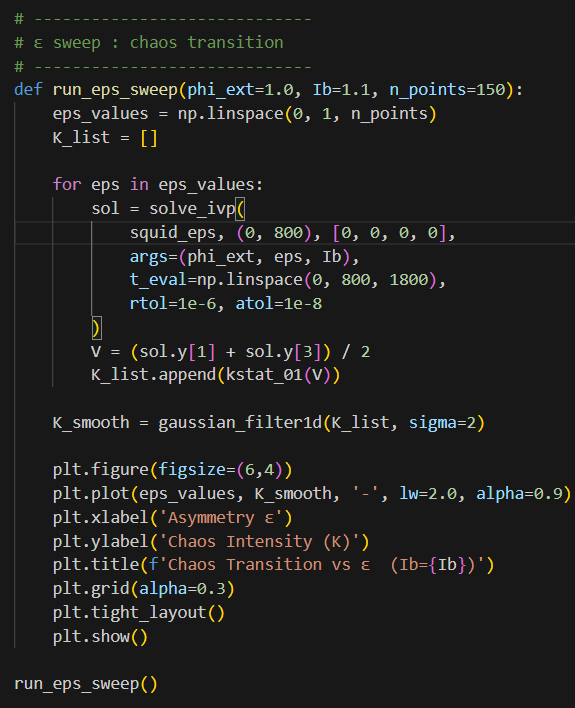 # -----------------------------
# ε sweep : chaos transition
# -----------------------------
def run_eps_sweep(phi_ext=1.0, Ib=1.1, n_points=150):
    eps_values = np.linspace(0, 1, n_points)
    K_list = []

    for eps in eps_values:
        sol = solve_ivp(
            squid_eps, (0, 800), [0, 0, 0, 0],
            args=(phi_ext, eps, Ib),
            t_eval=np.linspace(0, 800, 1800),
            rtol=1e-6, atol=1e-8
        )
        V = (sol.y[1] + sol.y[3]) / 2
        K_list.append(kstat_01(V))

    K_smooth = gaussian_filter1d(K_list, sigma=2)

    plt.figure(figsize=(6,4))
    plt.plot(eps_values, K_smooth, '-', lw=2.0, alpha=0.9)
    plt.xlabel('Asymmetry ε')
    plt.ylabel('Chaos Intensity (K)')
    plt.title(f'Chaos Transition vs ε  (Ib={Ib})')
    plt.grid(alpha=0.3)
    plt.tight_layout()
    plt.show()

run_eps_sweep()